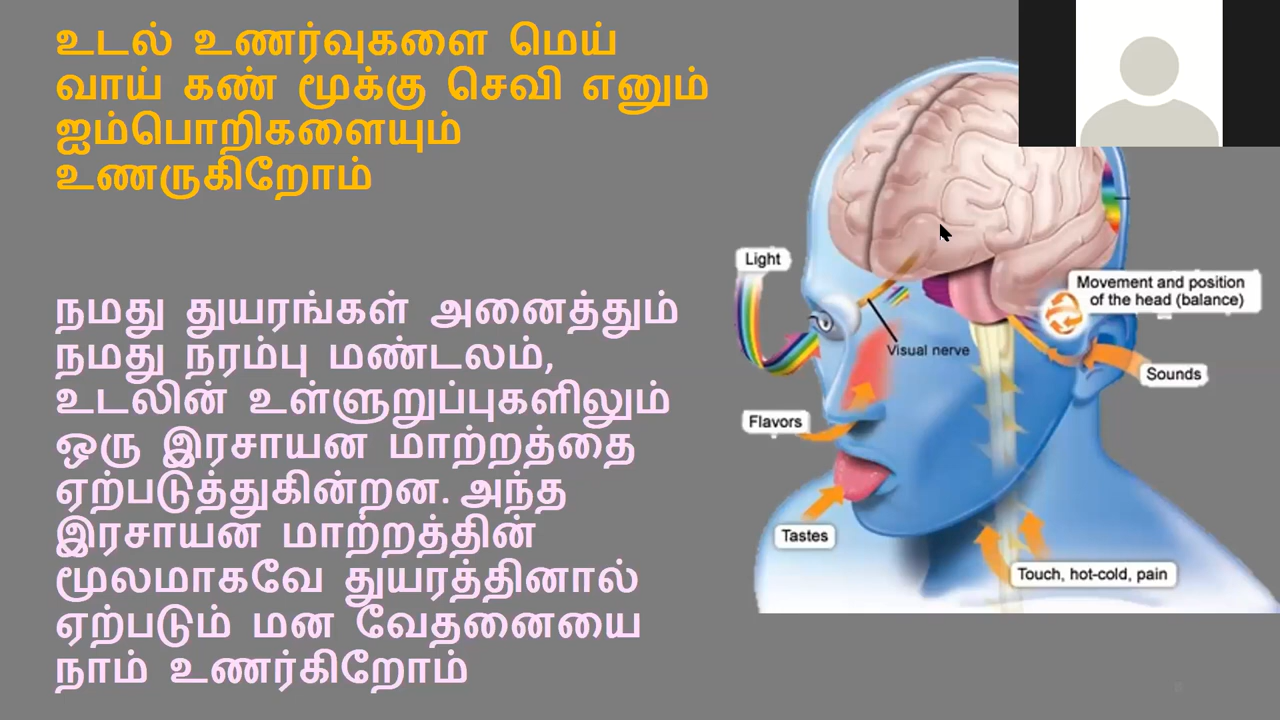 உடல் உணர்வுகளை மெய்
வாய் கண் மூக்கு செவி எனும்
ஐம்பொறிகளையும்
உணருகிறோம்
நமது துயரங்கள் அனைத்தும்
நமது நரம்பு மண்டலம்,
உடலின் உள்ளுறுப்புகளிலும்
ஒரு இரசாயன மாற்றத்தை
ஏற்படுத்துகின்றன. அந்த
இரசாயன மாற்றத்தின்
மூலமாகவே துயரத்தினால்
ஏற்படும் மன வேதனையை
நாம் உணர்கிறோம்
Light
Movement and position
of the head (balance)
Visual nerve
Sounds
Flavors
Tastes
Touch, hot-cold, pain